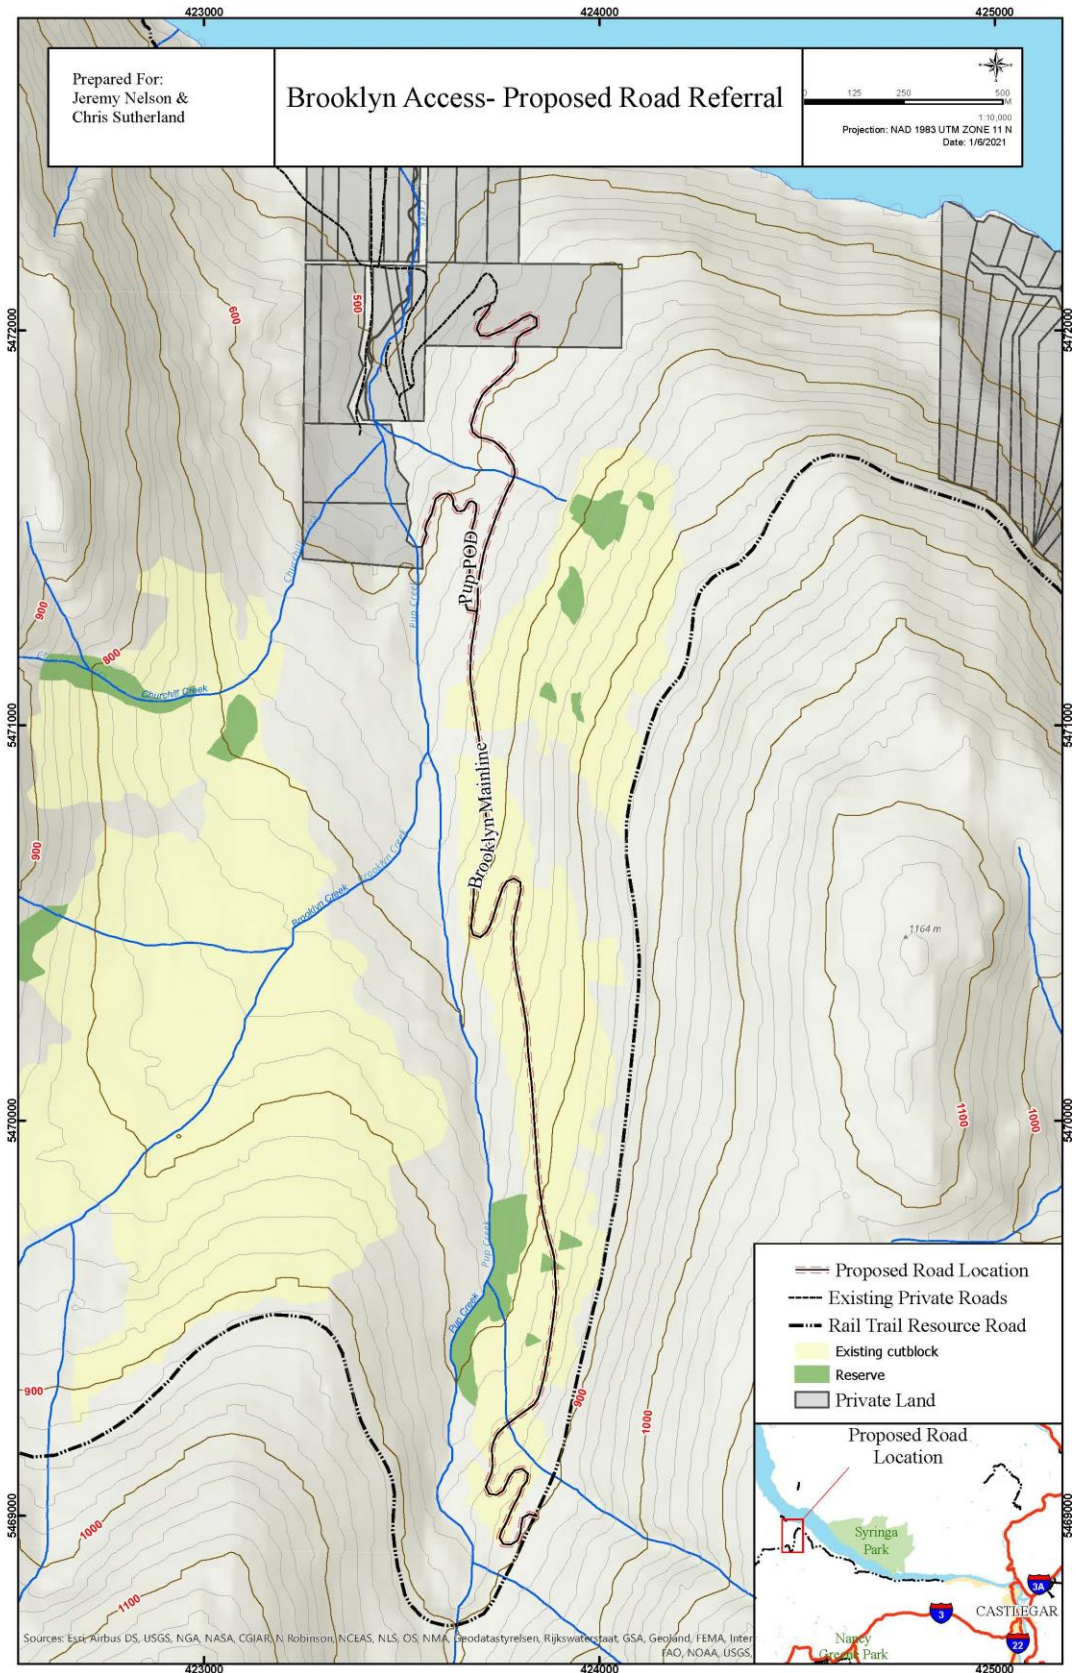 423000
424000
425000
Prepared For:
Jeremy Nelson &
Chris Sutherland
Brooklyn Access- Proposed Road Referral
0 125 250 500
M
1:10,000
Projection: NAD 1983 UTM ZONE 11 N
Date: 1/6/2021
Creek
600
500
5472000
5472000
Pup-POD
Churchill
Pup Creek
900
800
Churchill Creek
5471000
5471000
Brooklyn-Mainline
900
Brooklyn Creek
Brooklyn Creek
1164 m
5470000
5470000
1100
1000
Pup Creek
Pup Creek
900
900
1000
1000
1100
5469000
5469000
Proposed Road Location
Existing Private Roads
Rail Trail Resource Road
Existing cutblock
Reserve
Private Land
Proposed Road
Location
Syringa
Park
3A
CASTLEGAR
3
22
Nancy
Greene Park
Sources: Esri, Airbus DS, USGS, NGA, NASA, CGIAR, N Robinson, NCEAS, NLS, OS, NMA, Geodatastyrelsen, Rijkswaterstaat, GSA, Geoland, FEMA, Inter
FAO, NOAA, USGS,
423000
424000
425000